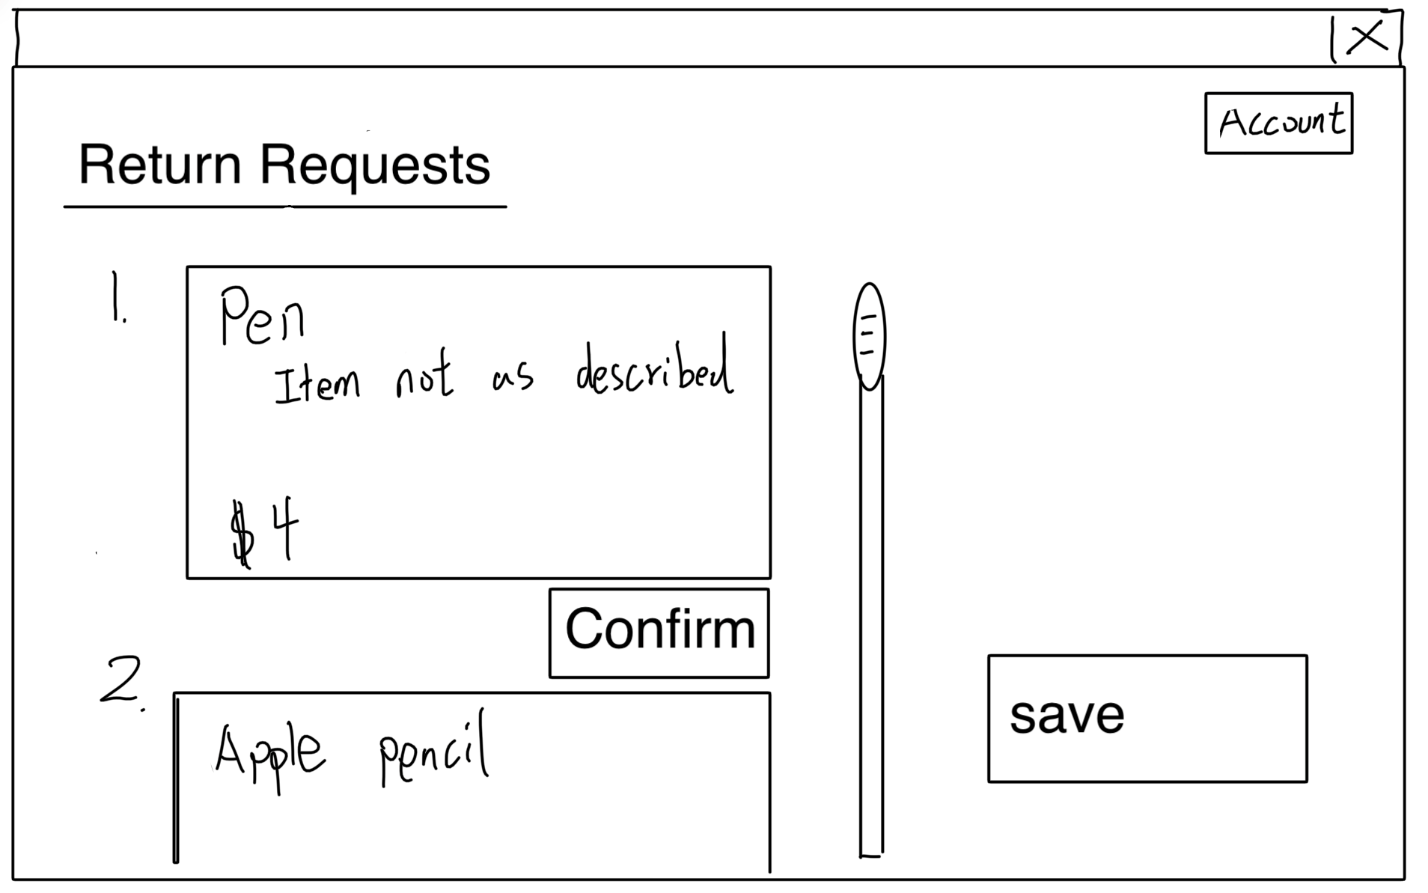 X
Account
Return Requests
1.
Pen
Item not as described
$4
Confirm
2.
Apple pencil
save